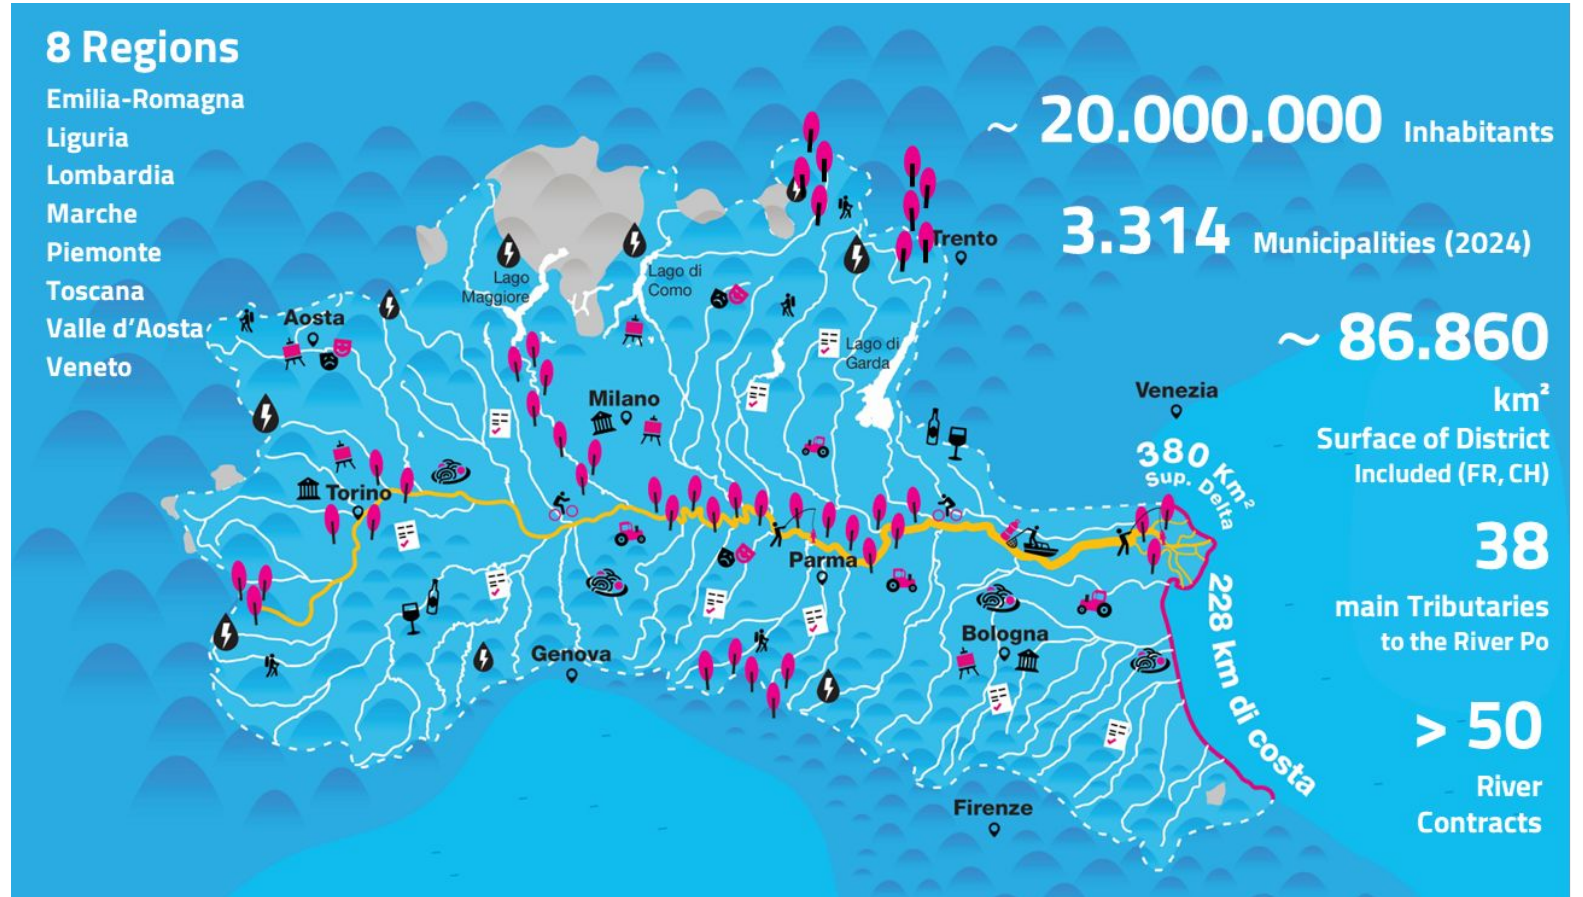 8 Regions
Emilia-Romagna
Liguria
Lombardia
Marche
Piemonte
Toscana
Valle d’Aosta
Veneto
~ 20.000.000 Inhabitants
3.314 Municipalities (2024)
~ 86.860
km²
Surface of District
Included (FR, CH)
38
main Tributaries
to the River Po
> 50
River
Contracts
Trento
Lago
Maggiore
Lago di
Como
Aosta
Lago di
Garda
Milano
Venezia
380 Km²
Sup. Delta
Torino
Parma
Bologna
Genova
228 km di costa
Firenze